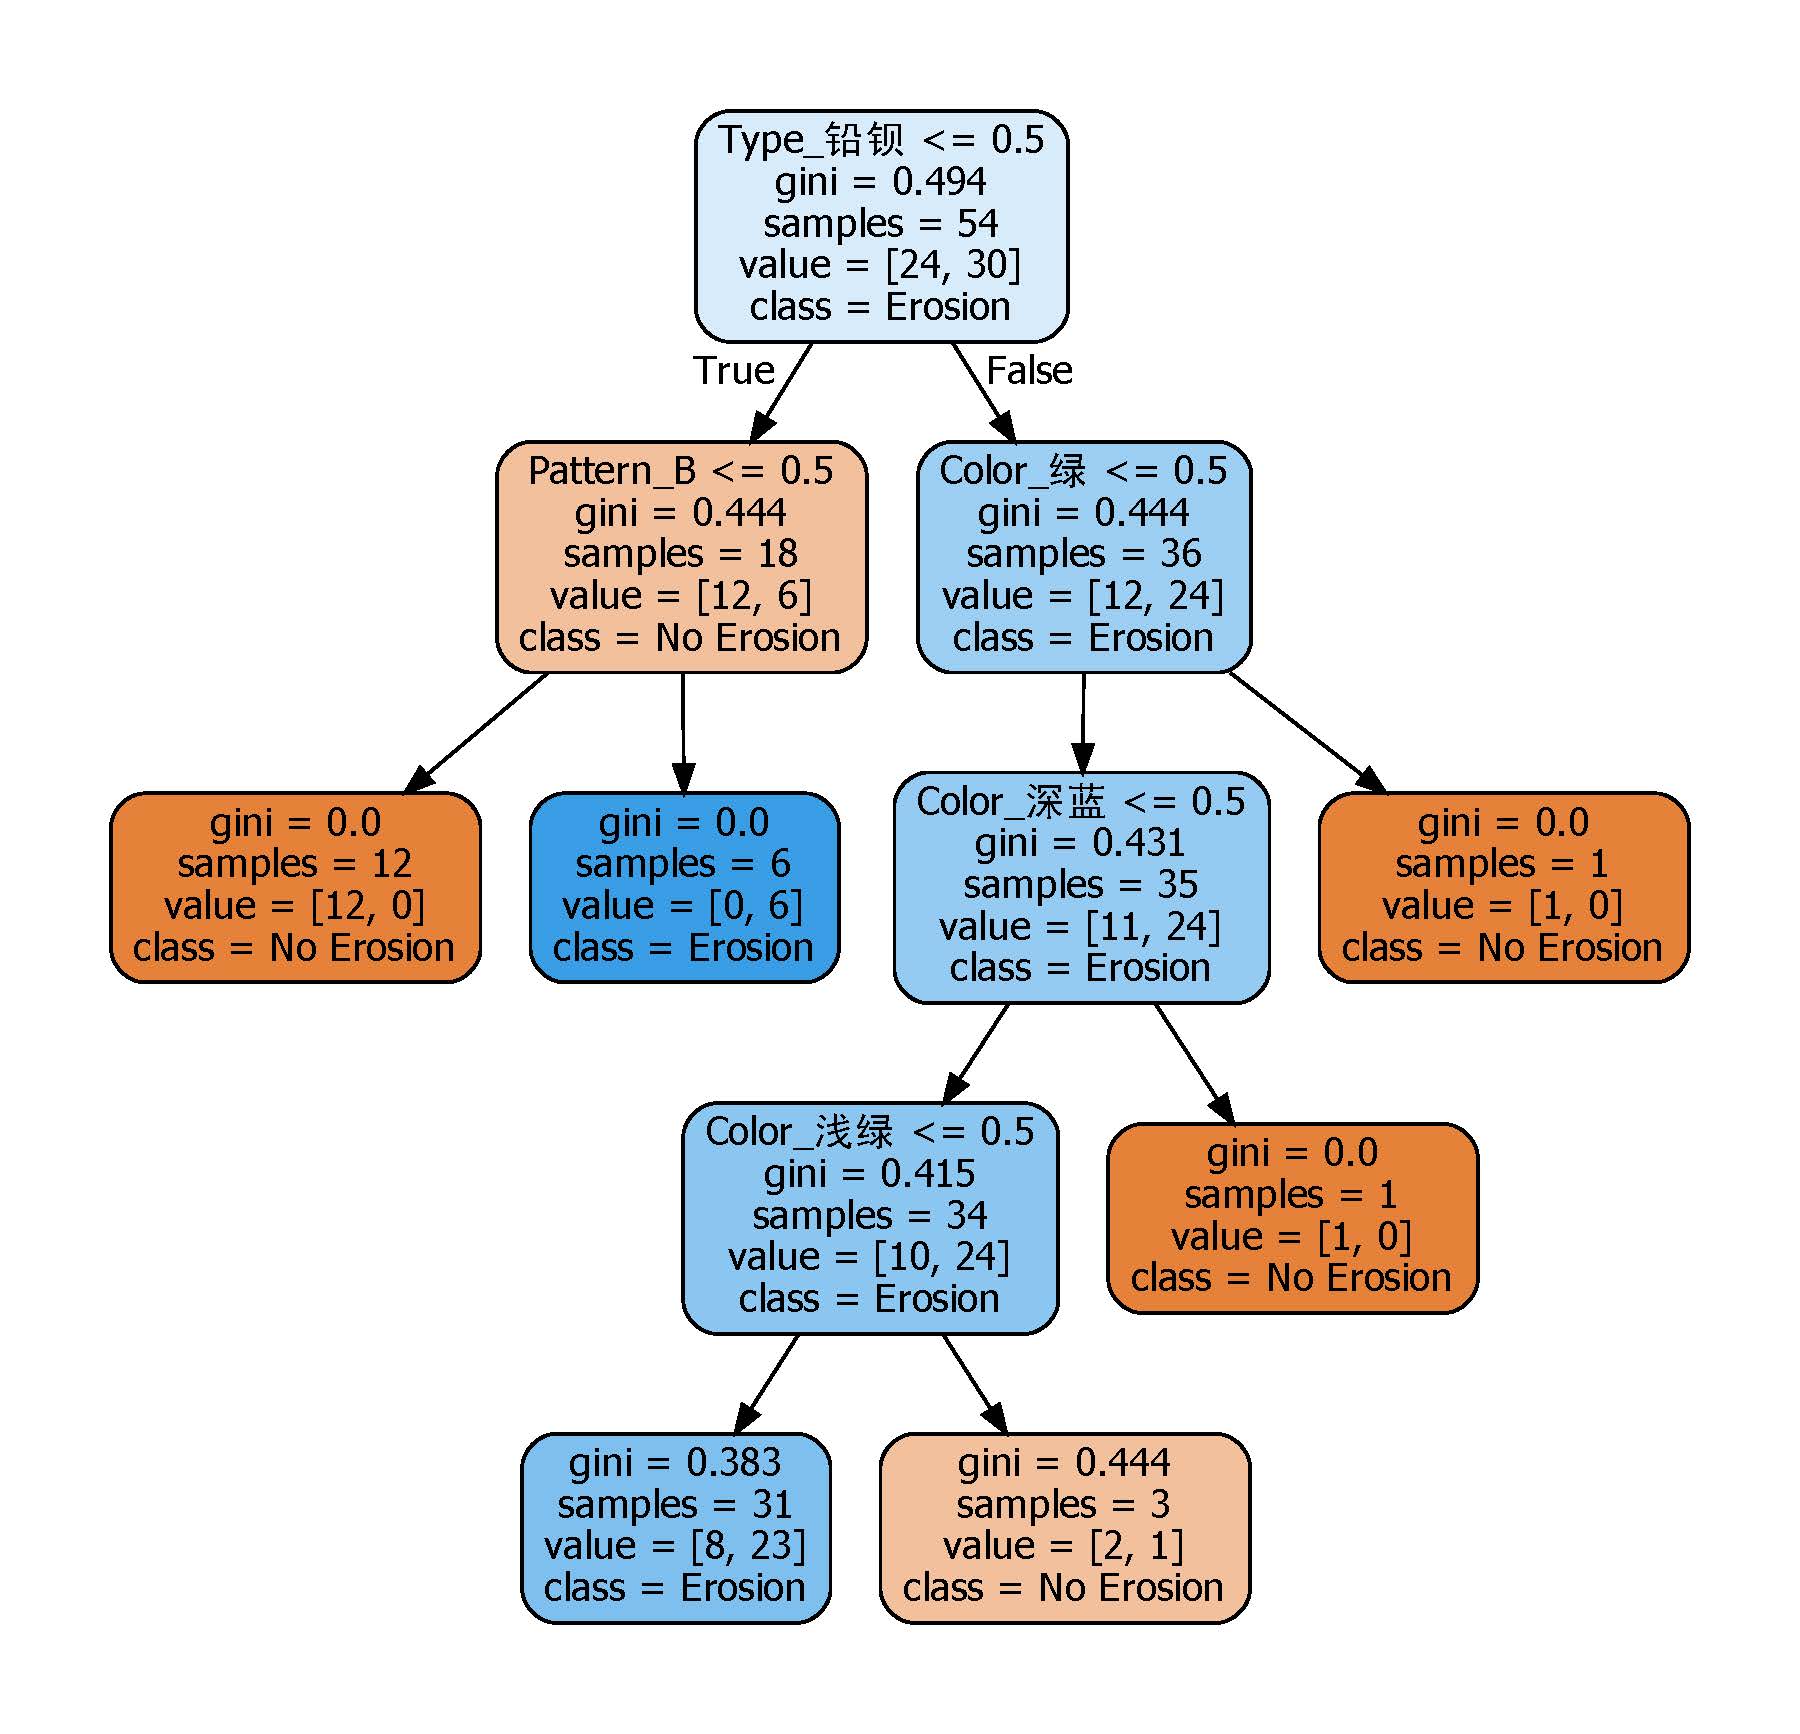 Type_铅钡 <= 0.5
gini = 0.494
samples = 54
value = [24, 30]
class = Erosion
True
False
Pattern_B <= 0.5
gini = 0.444
samples = 18
value = [12, 6]
class = No Erosion
Color_绿 <= 0.5
gini = 0.444
samples = 36
value = [12, 24]
class = Erosion
gini = 0.0
samples = 12
value = [12, 0]
class = No Erosion
gini = 0.0
samples = 6
value = [0, 6]
class = Erosion
Color_深蓝 <= 0.5
gini = 0.431
samples = 35
value = [11, 24]
class = Erosion
gini = 0.0
samples = 1
value = [1, 0]
class = No Erosion
Color_浅绿 <= 0.5
gini = 0.415
samples = 34
value = [10, 24]
class = Erosion
gini = 0.0
samples = 1
value = [1, 0]
class = No Erosion
gini = 0.383
samples = 31
value = [8, 23]
class = Erosion
gini = 0.444
samples = 3
value = [2, 1]
class = No Erosion